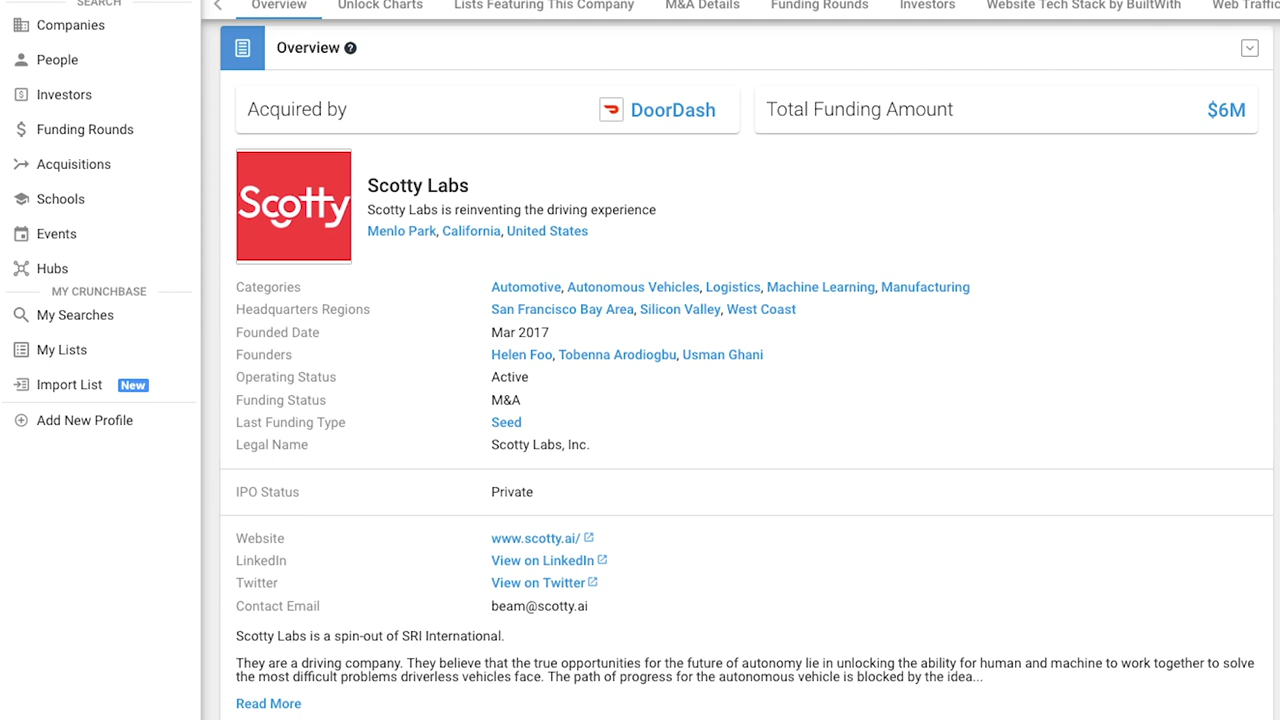 SEARCH
Companies
People
Investors
Funding Rounds
Acquisitions
Schools
Events
Hubs
MY CRUNCHBASE
My Searches
My Lists
Import List New
Add New Profile
Overview Unlock Charts Lists Featuring This Company M&A Details Funding Rounds Investors Website Tech Stack by BuiltWith Web Traffic
Overview ?
Acquired by DoorDash Total Funding Amount $6M
Scotty
Scotty Labs
Scotty Labs is reinventing the driving experience
Menlo Park, California, United States
Categories Automotive, Autonomous Vehicles, Logistics, Machine Learning, Manufacturing
Headquarters Regions San Francisco Bay Area, Silicon Valley, West Coast
Founded Date Mar 2017
Founders Helen Foo, Tobenna Arodiogbu, Usman Ghani
Operating Status Active
Funding Status M&A
Last Funding Type Seed
Legal Name Scotty Labs, Inc.
IPO Status Private
Website www.scotty.ai/
LinkedIn View on LinkedIn
Twitter View on Twitter
Contact Email beam@scotty.ai
Scotty Labs is a spin-out of SRI International.
They are a driving company. They believe that the true opportunities for the future of autonomy lie in unlocking the ability for human and machine to work together to solve
the most difficult problems driverless vehicles face. The path of progress for the autonomous vehicle is blocked by the idea...
Read More